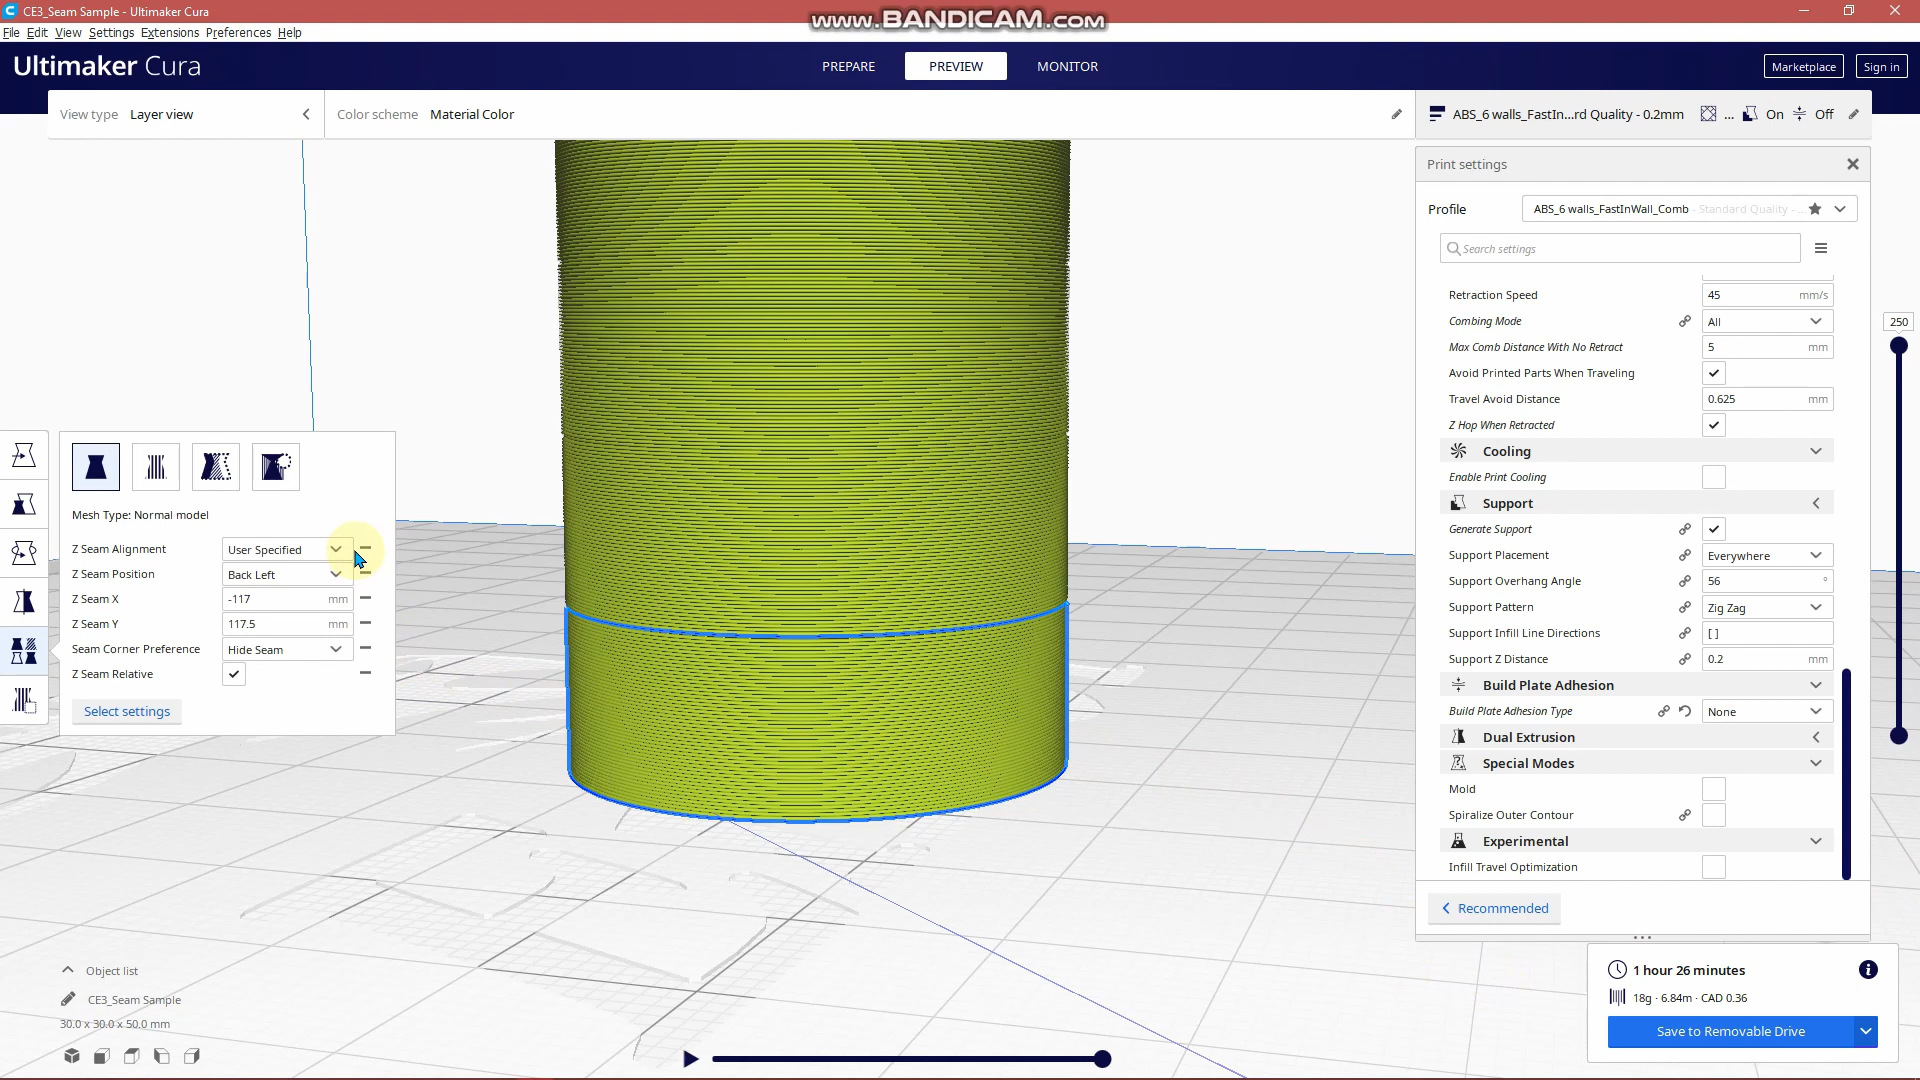 CE3_Seam Sample - Ultimaker Cura
www.BANDICAM.com
File Edit View Settings Extensions Preferences Help
Ultimaker Cura
PREPARE
PREVIEW
MONITOR
Marketplace
Sign in
View type Layer view
Color scheme Material Color
ABS_6 walls_FastIn...rd Quality - 0.2mm ... On Off
Print settings
Profile
ABS_6 walls_FastInWall_Comb - Standard Quality - ...
Search settings
Retraction Speed 45 mm/s
Combing Mode All
Max Comb Distance With No Retract 5 mm
Avoid Printed Parts When Traveling
Travel Avoid Distance 0.625 mm
Z Hop When Retracted
Cooling
Enable Print Cooling
Support
Generate Support
Support Placement Everywhere
Support Overhang Angle 56 °
Support Pattern Zig Zag
Support Infill Line Directions [ ]
Support Z Distance 0.2 mm
Build Plate Adhesion
Build Plate Adhesion Type None
Dual Extrusion
Special Modes
Mold
Spiralize Outer Contour
Experimental
Infill Travel Optimization
Recommended
250
Mesh Type: Normal model
Z Seam Alignment User Specified
Z Seam Position Back Left
Z Seam X -117 mm
Z Seam Y 117.5 mm
Seam Corner Preference Hide Seam
Z Seam Relative
Select settings
Object list
CE3_Seam Sample
30.0 x 30.0 x 50.0 mm
1 hour 26 minutes
18g · 6.84m · CAD 0.36
Save to Removable Drive